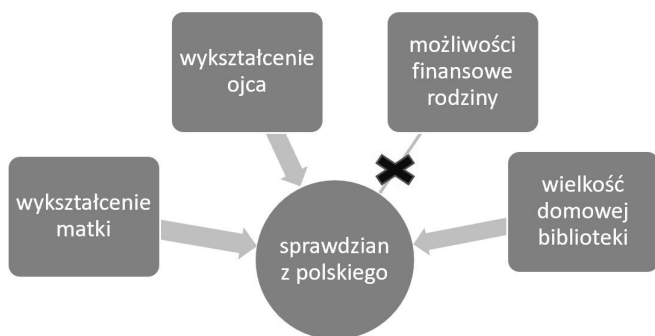 wykształcenie
ojca
możliwości
finansowe
rodziny
wykształcenie
matki
wielkość
domowej
biblioteki
sprawdzian
z polskiego